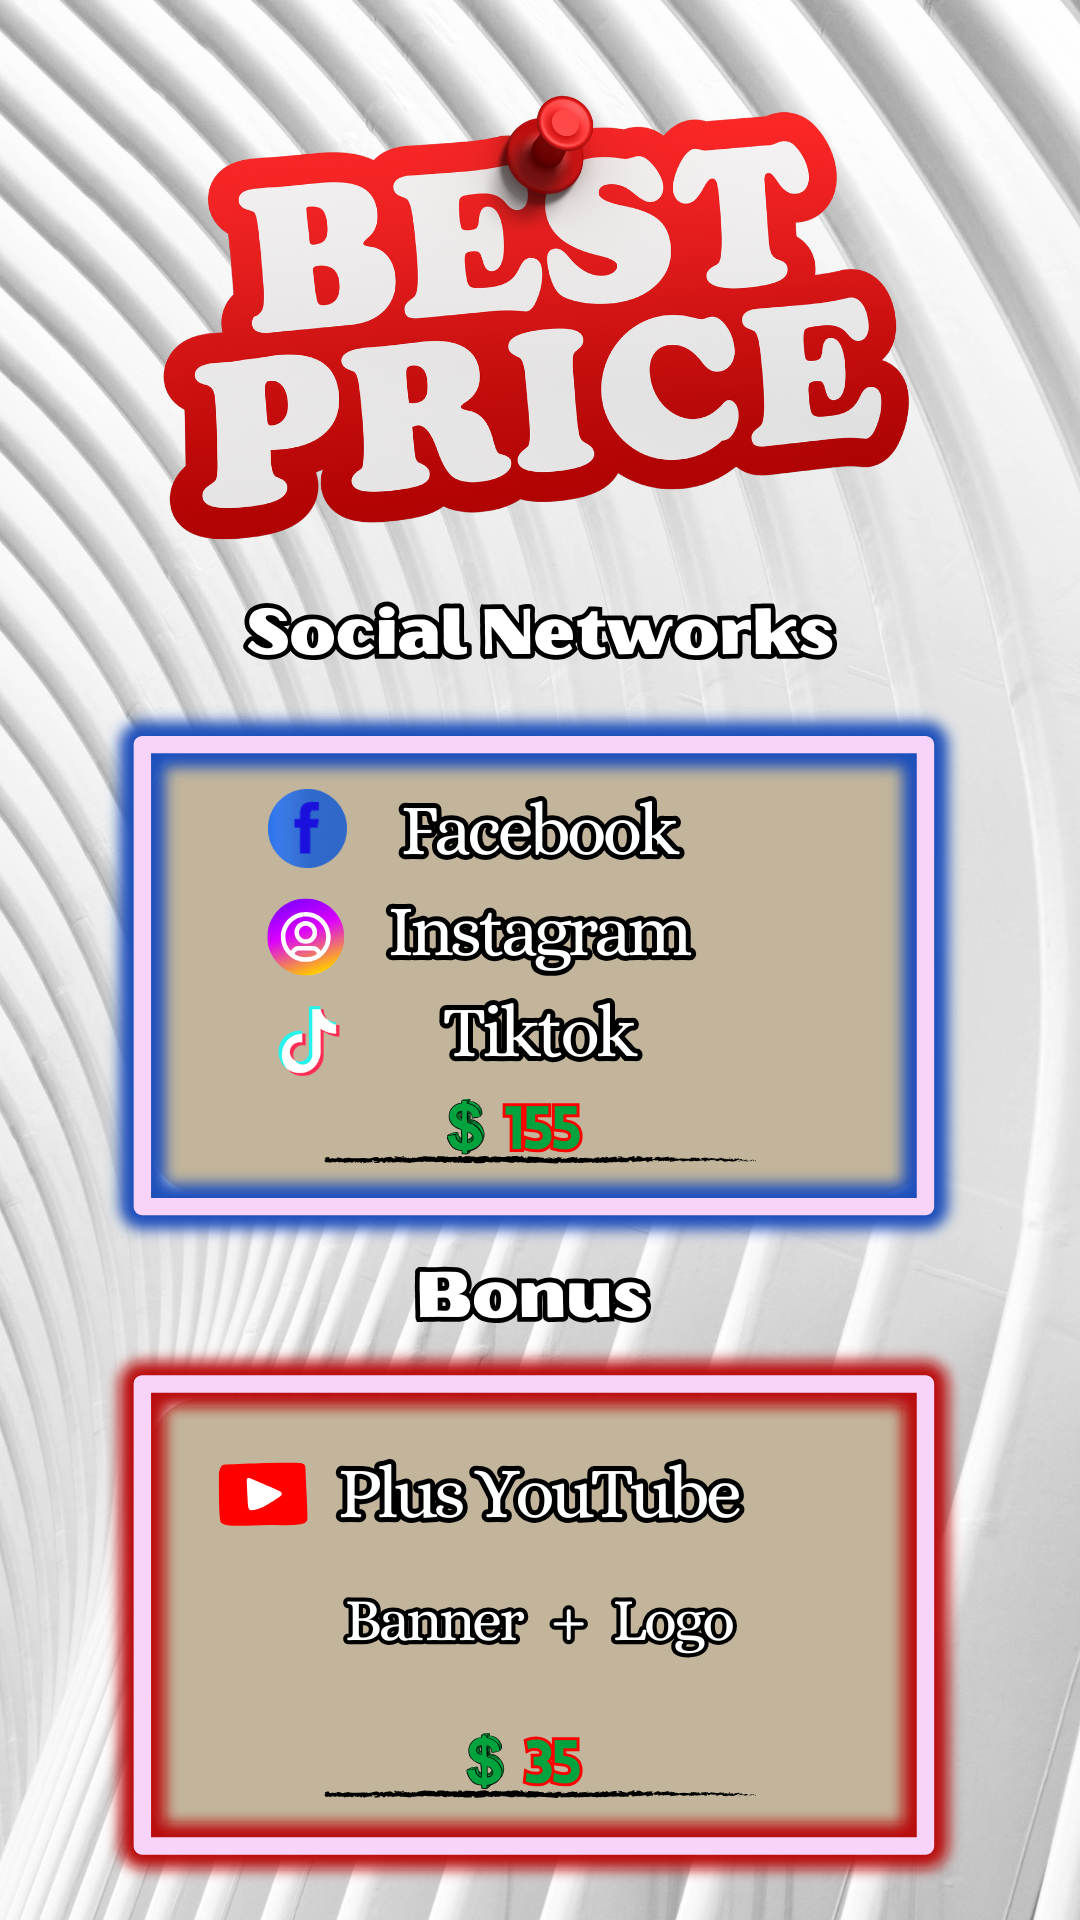 BEST
PRICE
Social Networks
Facebook
Instagram
Tiktok
$ 155
Bonus
Plus YouTube
Banner + Logo
$ 35